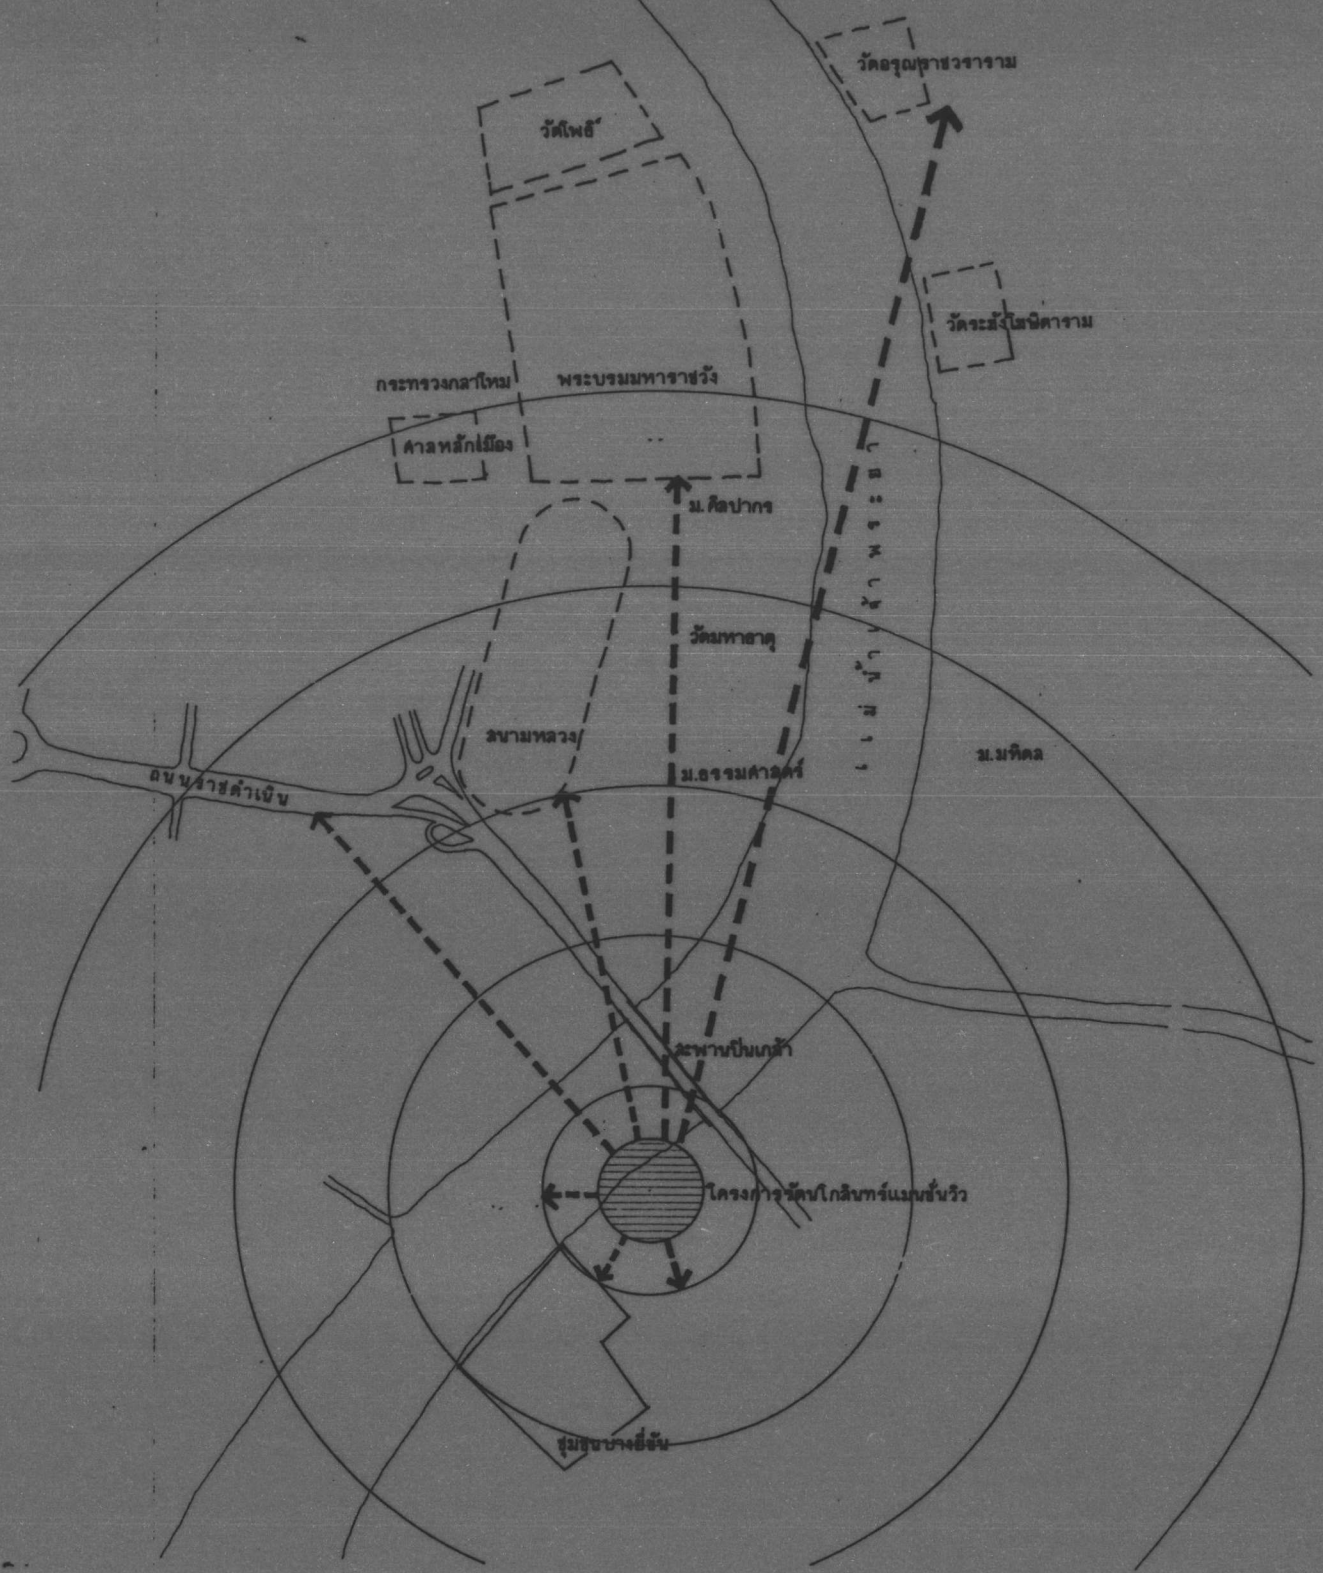 วัดอรุณราชวราราม
วัดโพธิ์
วัดระฆังโฆษิตาราม
กระทรวงกลาโหม
พระบรมมหาราชวัง
ศาลหลักเมือง
ม.ศิลปากร
แม่น้ำเจ้าพระยา
วัดมหาธาตุ
สนามหลวง
ม.ธรรมศาสตร์
ม.มหิดล
ถนนราชดำเนิน
สะพานปิ่นเกล้า
โครงการรัตนโกสินทร์แมนชั่นวิว
ชุมชนบางยี่ขัน